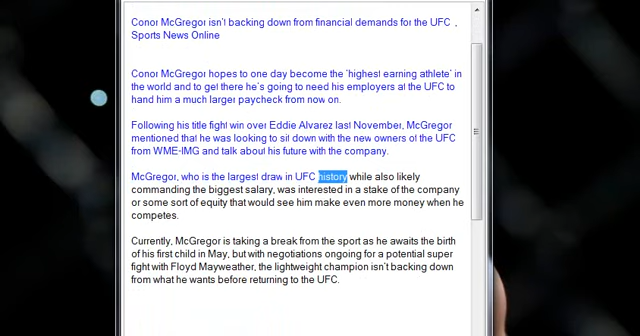 Conor McGregor isn't backing down from financial demands for the UFC ,
Sports News Online
Conor McGregor hopes to one day become the 'highest earning athlete' in
the world and to get there he's going to need his employers at the UFC to
hand him a much larger paycheck from now on.
Following his title fight win over Eddie Alvarez last November, McGregor
mentioned that he was looking to sit down with the new owners of the UFC
from WME-IMG and talk about his future with the company.
McGregor, who is the largest draw in UFC history while also likely
commanding the biggest salary, was interested in a stake of the company
or some sort of equity that would see him make even more money when he
competes.
Currently, McGregor is taking a break from the sport as he awaits the birth
of his first child in May, but with negotiations ongoing for a potential super
fight with Floyd Mayweather, the lightweight champion isn't backing down
from what he wants before returning to the UFC.